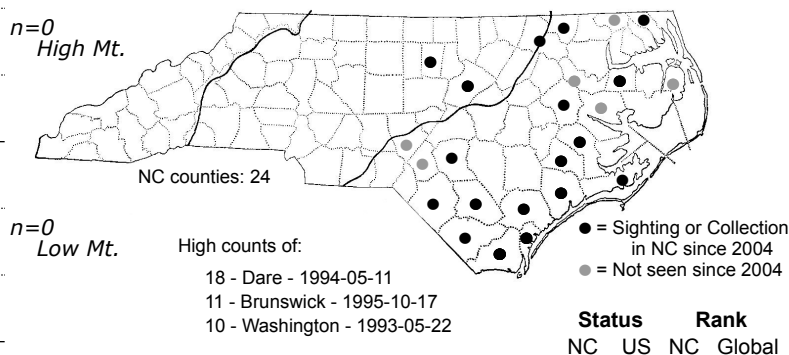 n=0
High Mt.
NC counties: 24
n=0
Low Mt.
High counts of:
18 - Dare - 1994-05-11
11 - Brunswick - 1995-10-17
10 - Washington - 1993-05-22
= Sighting or Collection
in NC since 2004
= Not seen since 2004
Status Rank
NC US NC Global